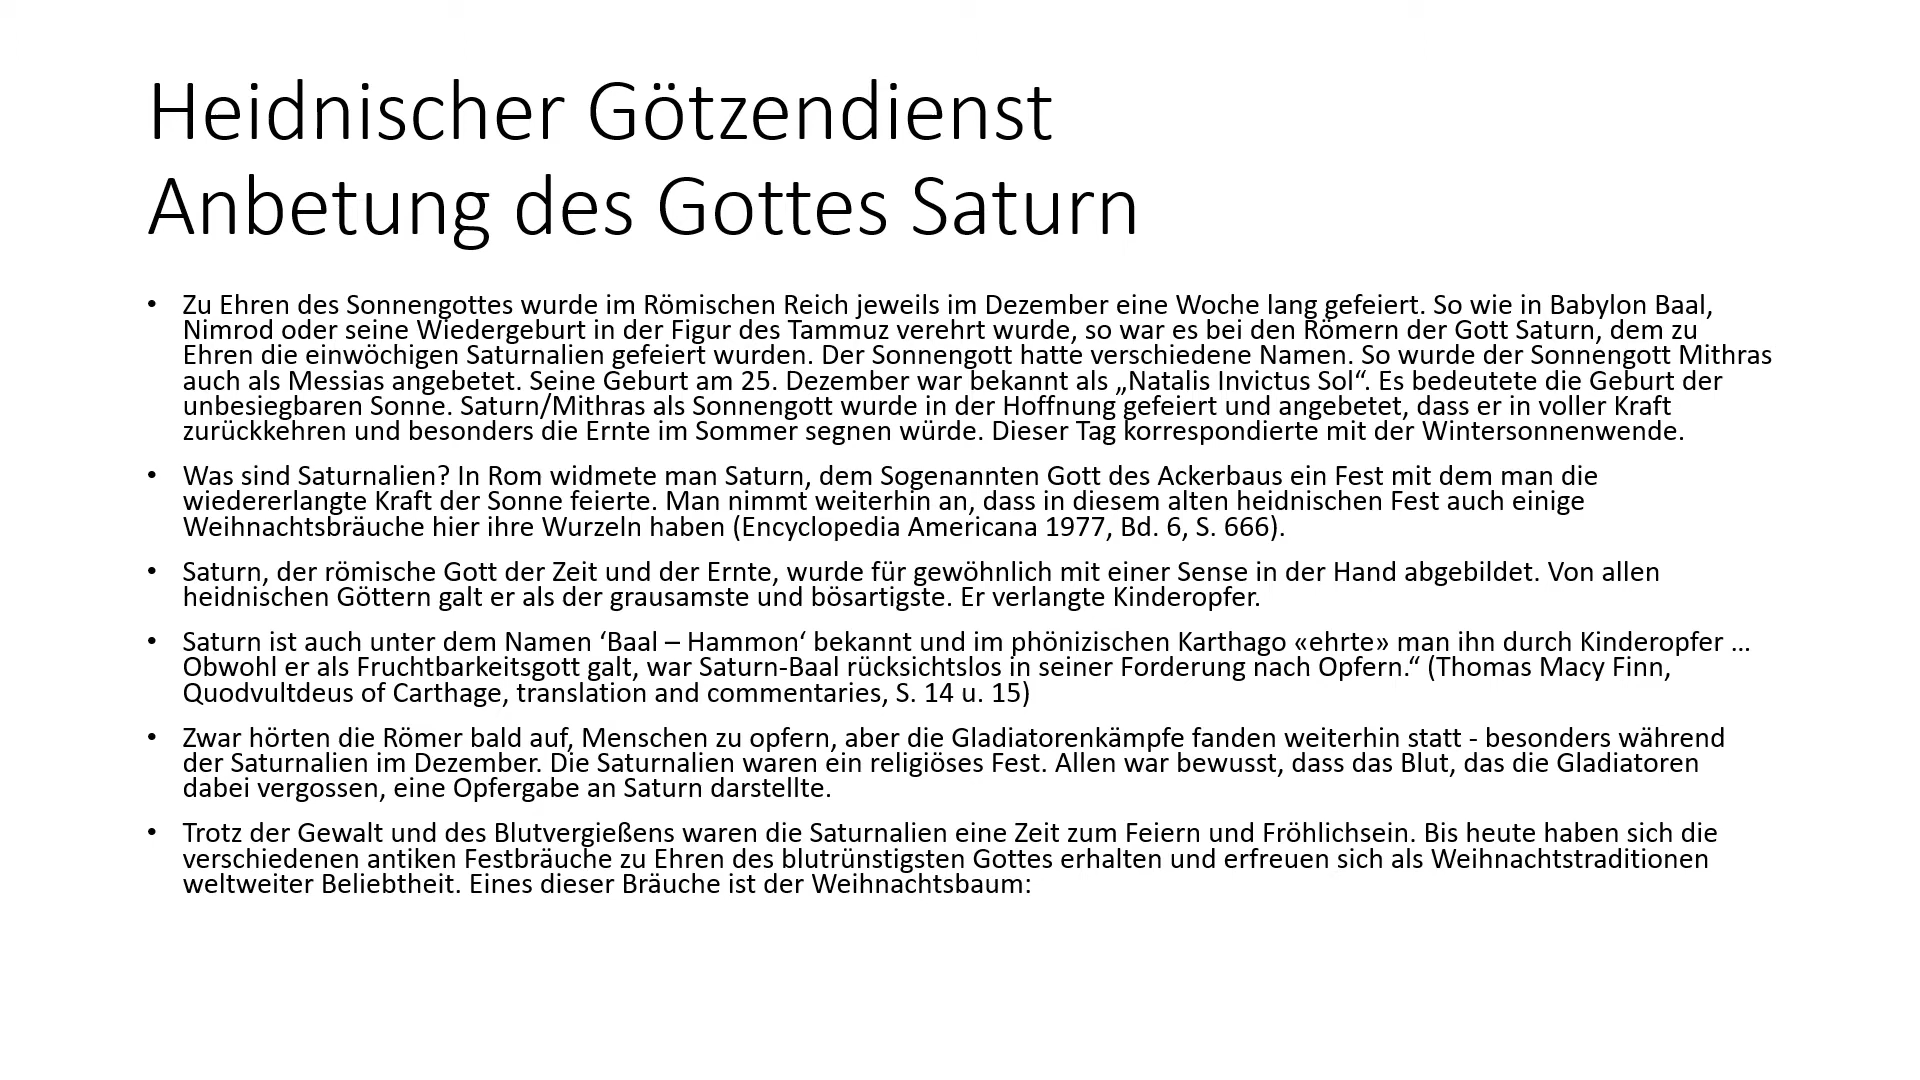 Heidnischer Götzendienst
Anbetung des Gottes Saturn
• Zu Ehren des Sonnengottes wurde im Römischen Reich jeweils im Dezember eine Woche lang gefeiert. So wie in Babylon Baal,
Nimrod oder seine Wiedergeburt in der Figur des Tammuz verehrt wurde, so war es bei den Römern der Gott Saturn, dem zu
Ehren die einwöchigen Saturnalien gefeiert wurden. Der Sonnengott hatte verschiedene Namen. So wurde der Sonnengott Mithras
auch als Messias angebetet. Seine Geburt am 25. Dezember war bekannt als „Natalis Invictus Sol“. Es bedeutete die Geburt der
unbesiegbaren Sonne. Saturn/Mithras als Sonnengott wurde in der Hoffnung gefeiert und angebetet, dass er in voller Kraft
zurückkehren und besonders die Ernte im Sommer segnen würde. Dieser Tag korrespondierte mit der Wintersonnenwende.
• Was sind Saturnalien? In Rom widmete man Saturn, dem Sogenannten Gott des Ackerbaus ein Fest mit dem man die
wiedererlangte Kraft der Sonne feierte. Man nimmt weiterhin an, dass in diesem alten heidnischen Fest auch einige
Weihnachtsbräuche hier ihre Wurzeln haben (Encyclopedia Americana 1977, Bd. 6, S. 666).
• Saturn, der römische Gott der Zeit und der Ernte, wurde für gewöhnlich mit einer Sense in der Hand abgebildet. Von allen
heidnischen Göttern galt er als der grausamste und bösartigste. Er verlangte Kinderopfer.
• Saturn ist auch unter dem Namen ‘Baal – Hammon‘ bekannt und im phönizischen Karthago «ehrte» man ihn durch Kinderopfer ...
Obwohl er als Fruchtbarkeitsgott galt, war Saturn-Baal rücksichtslos in seiner Forderung nach Opfern.“ (Thomas Macy Finn,
Quodvultdeus of Carthage, translation and commentaries, S. 14 u. 15)
• Zwar hörten die Römer bald auf, Menschen zu opfern, aber die Gladiatorenkämpfe fanden weiterhin statt - besonders während
der Saturnalien im Dezember. Die Saturnalien waren ein religiöses Fest. Allen war bewusst, dass das Blut, das die Gladiatoren
dabei vergossen, eine Opfergabe an Saturn darstellte.
• Trotz der Gewalt und des Blutvergießens waren die Saturnalien eine Zeit zum Feiern und Fröhlichsein. Bis heute haben sich die
verschiedenen antiken Festbräuche zu Ehren des blutrünstigsten Gottes erhalten und erfreuen sich als Weihnachtstraditionen
weltweiter Beliebtheit. Eines dieser Bräuche ist der Weihnachtsbaum: